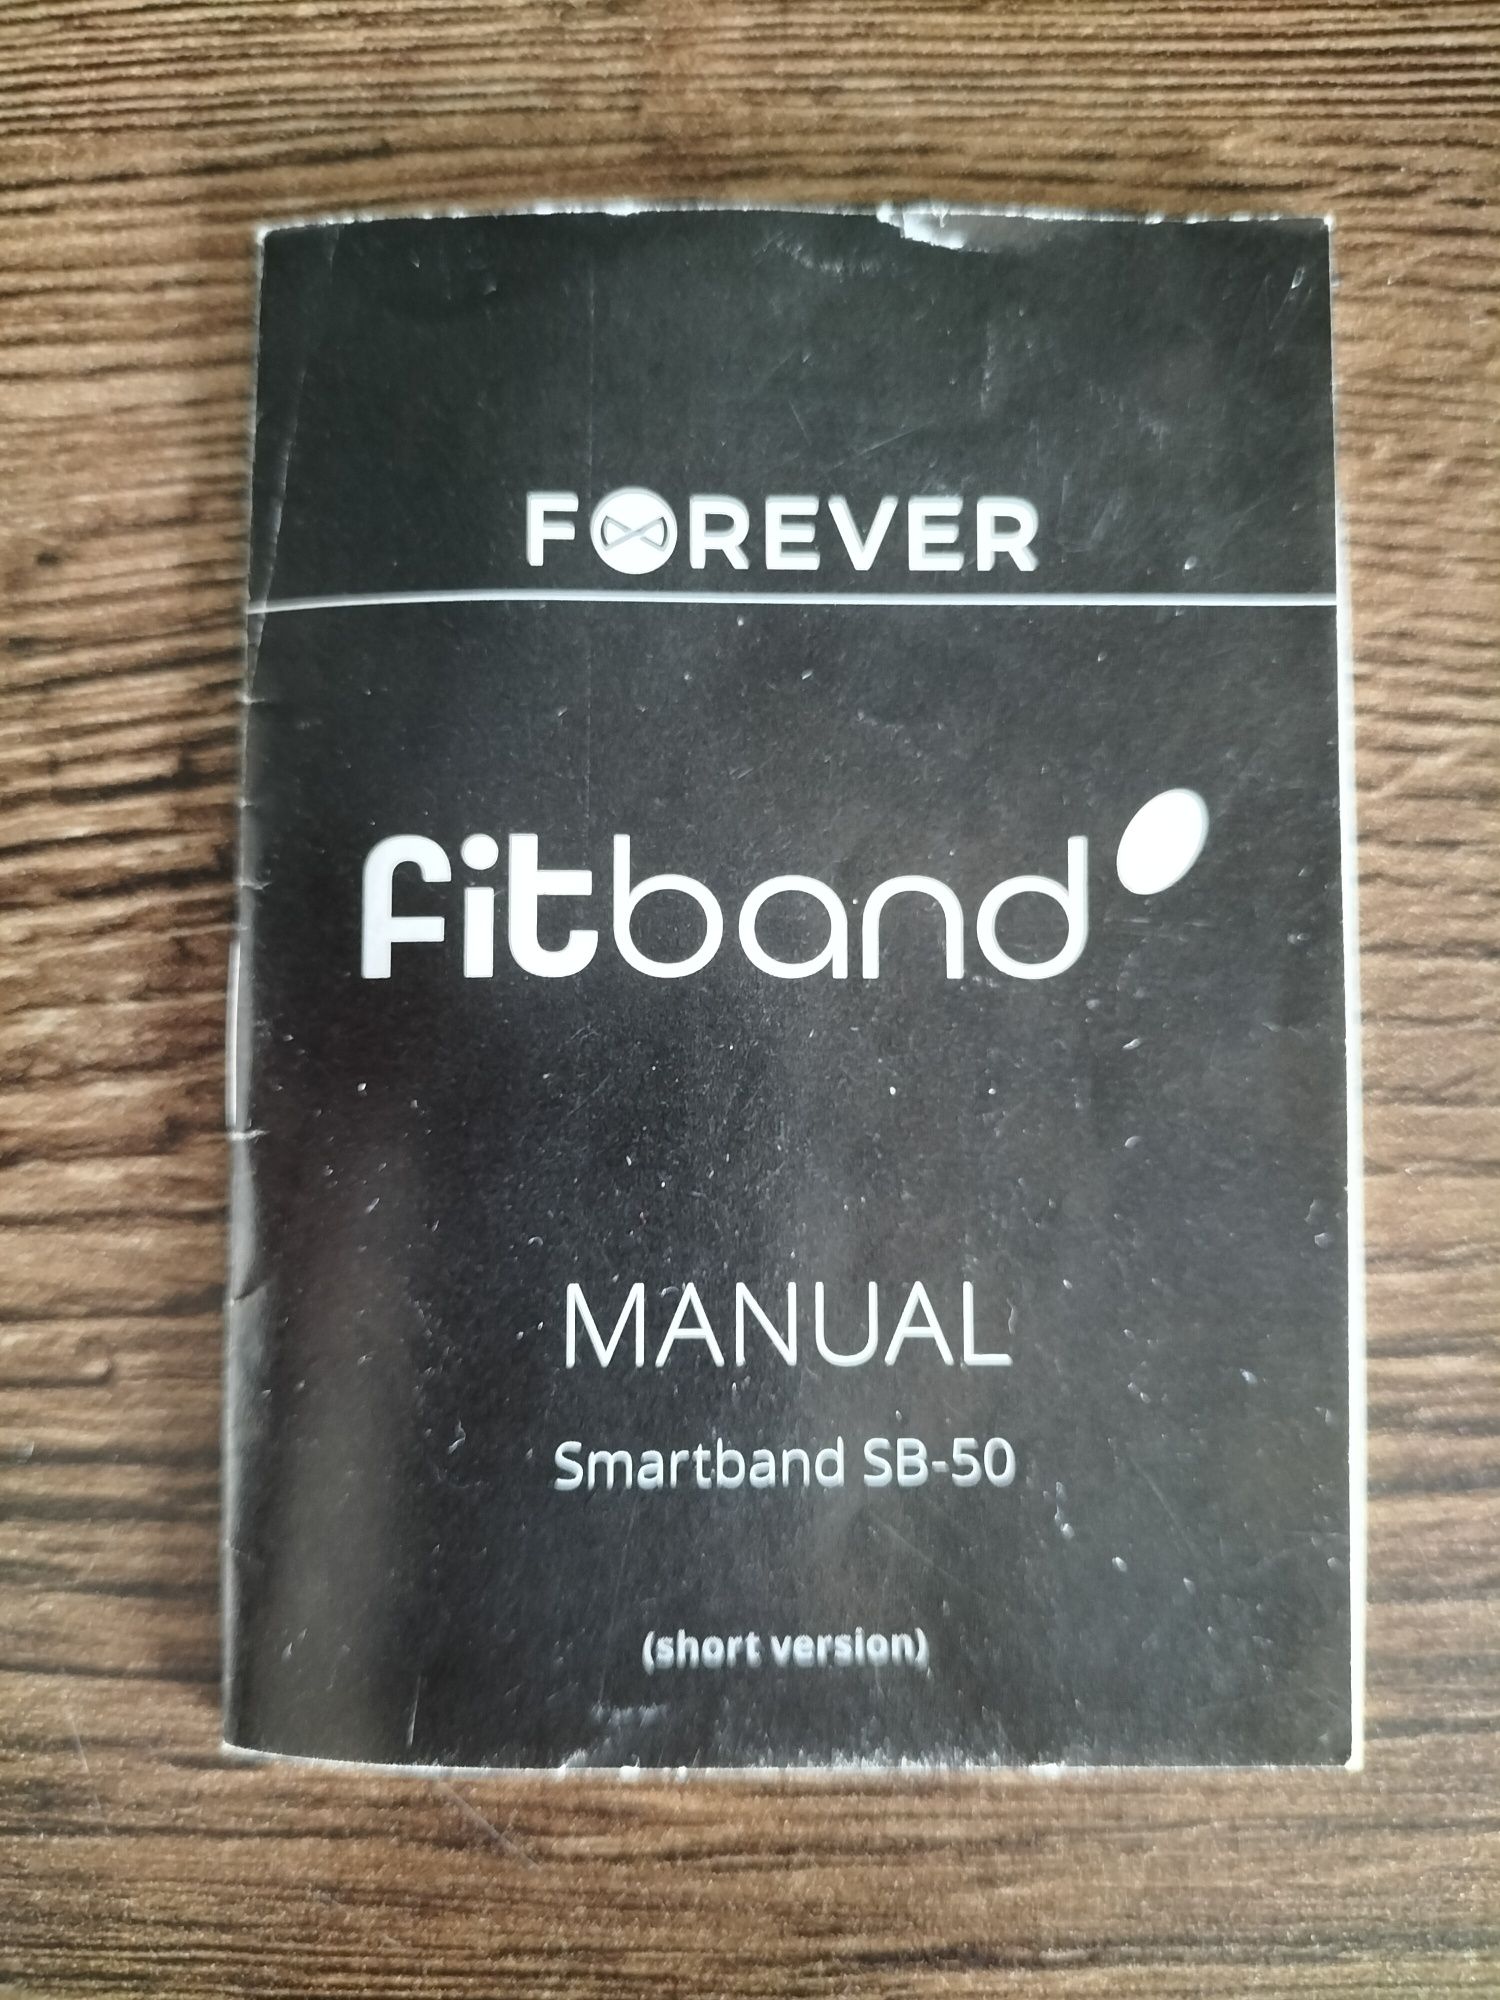 FOREVER
fitband
MANUAL
Smartband SB-50
(short version)